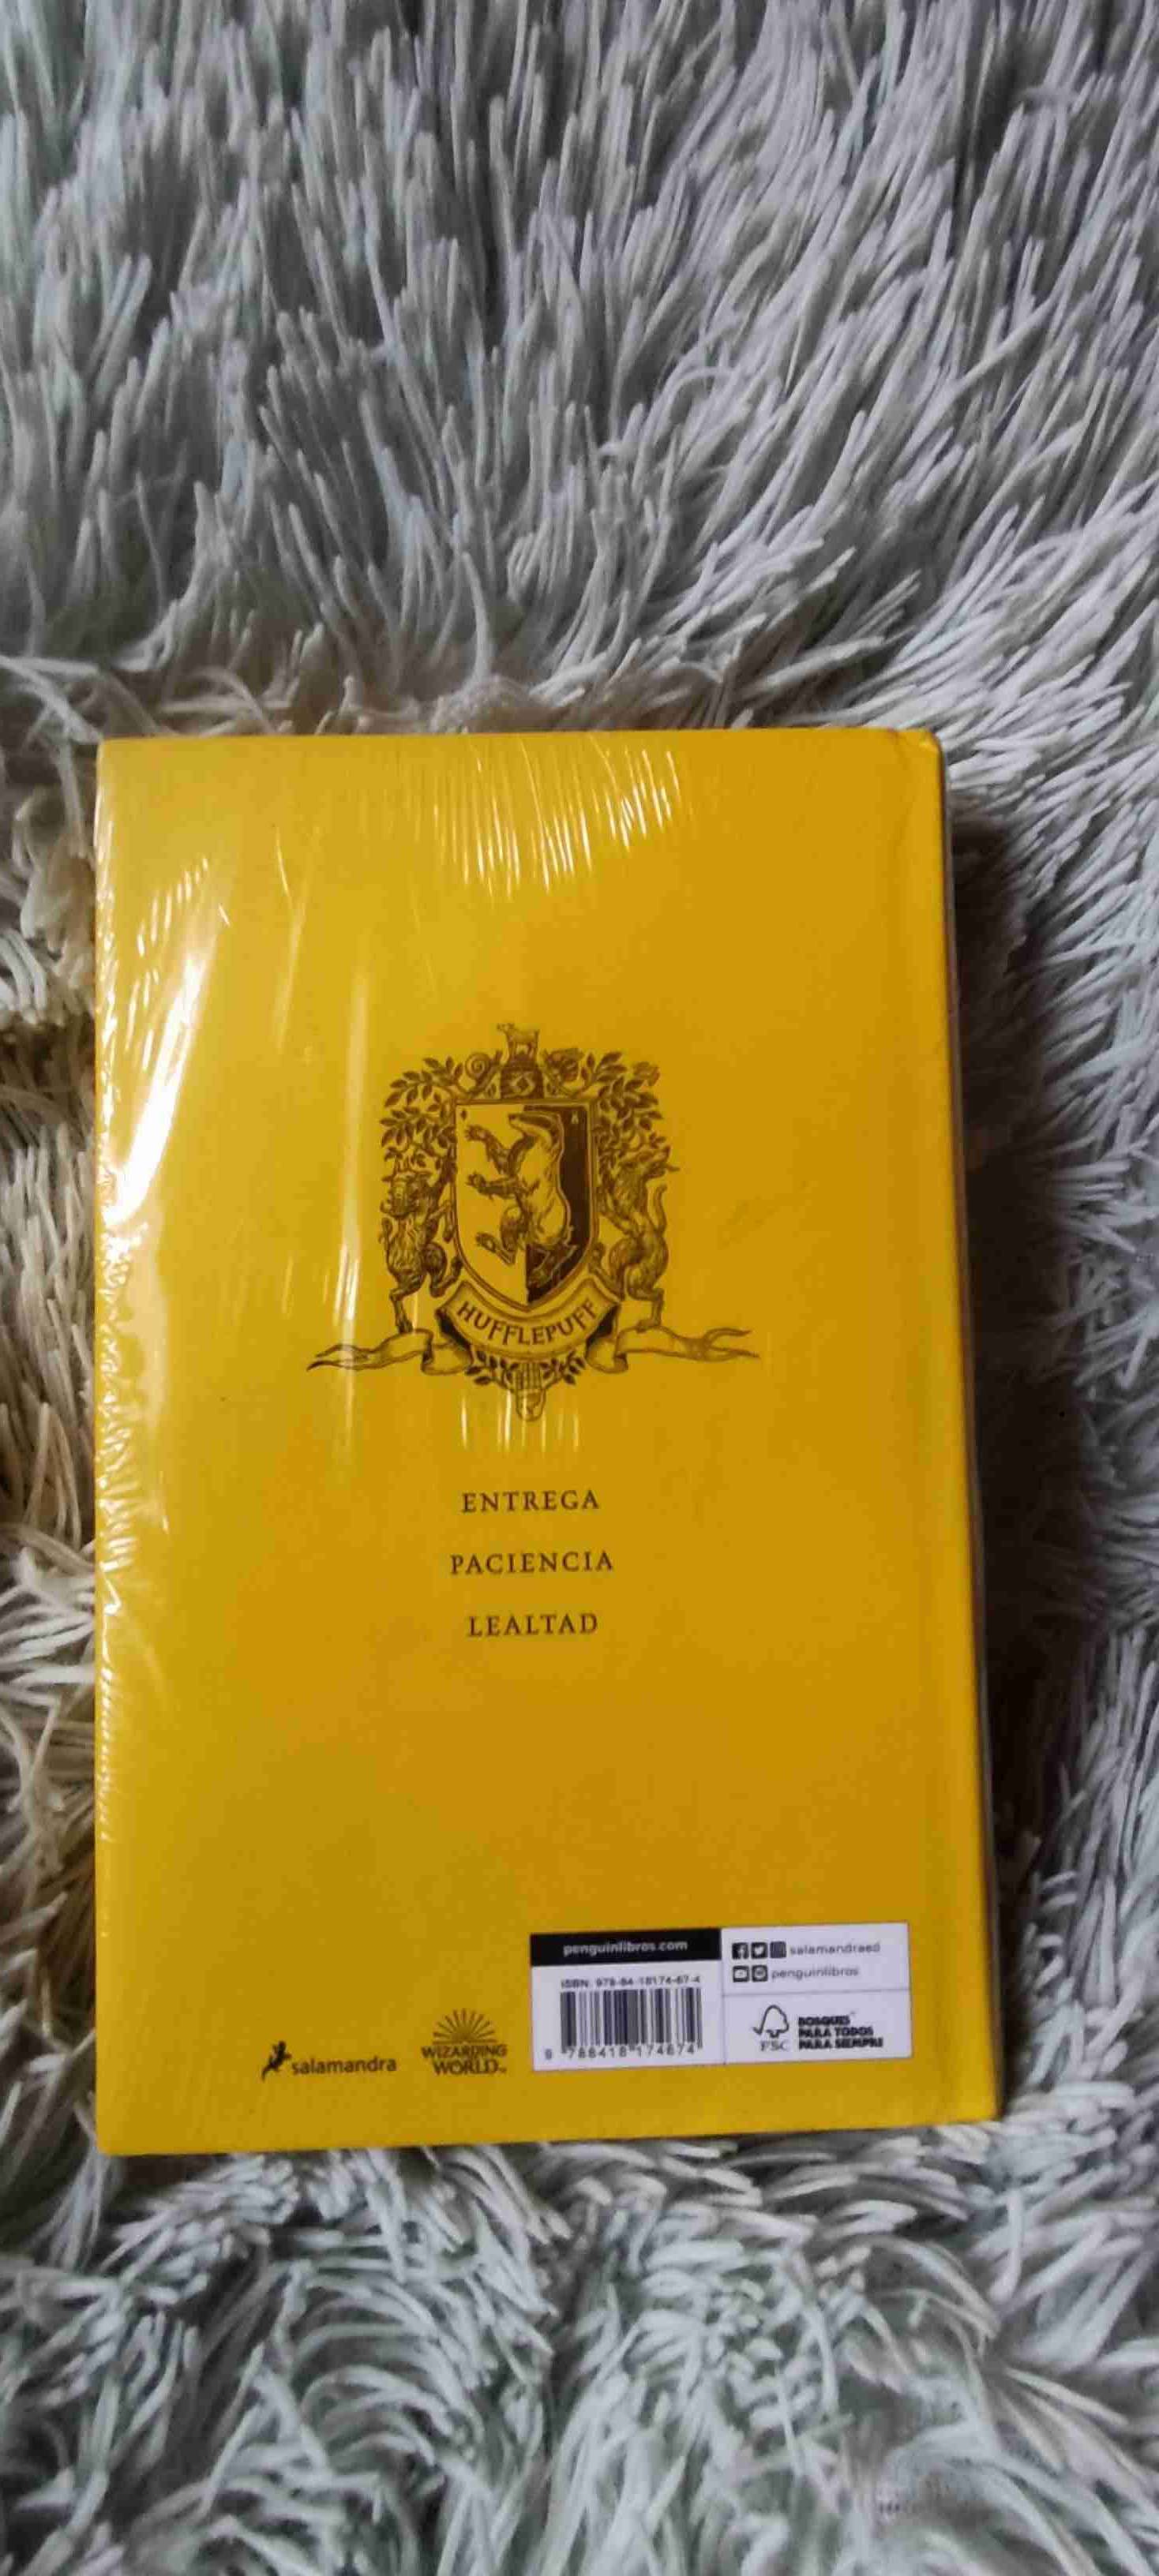 HUFFLEPUFF
ENTREGA
PACIENCIA
LEALTAD
penguinlibros.com
ISBN: 978-84-18174-67-4
9 788418 174674
salamandraed
penguinlibros
FSC
BOSQUES
PARA TODOS
PARA SIEMPRE
salamandra
WIZARDING
WORLD